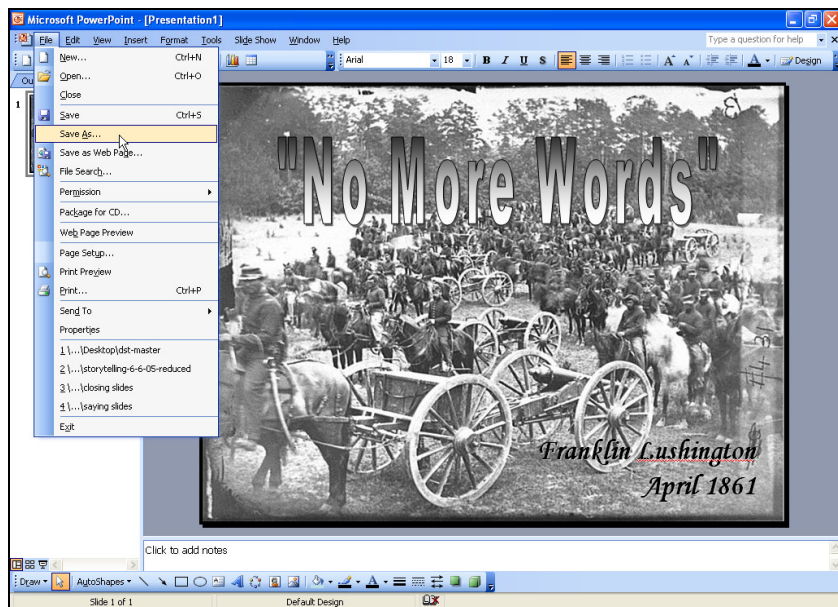 Microsoft PowerPoint - [Presentation1]
File Edit View Insert Format Tools Slide Show Window Help Type a question for help
Arial 18 B I U S A A A Design
Ou
1
New... Ctrl+N
Open... Ctrl+O
Close
Save Ctrl+S
Save As...
Save as Web Page...
File Search...
Permission
Package for CD...
Web Page Preview
Page Setup...
Print Preview
Print... Ctrl+P
Send To
Properties
1 \...\Desktop\dst-master
2 \...\storytelling-6-6-05-reduced
3 \...\closing slides
4 \...\saying slides
Exit
"No More Words"
Franklin Lushington
April 1861
Click to add notes
Draw AutoShapes A A
Slide 1 of 1 Default Design